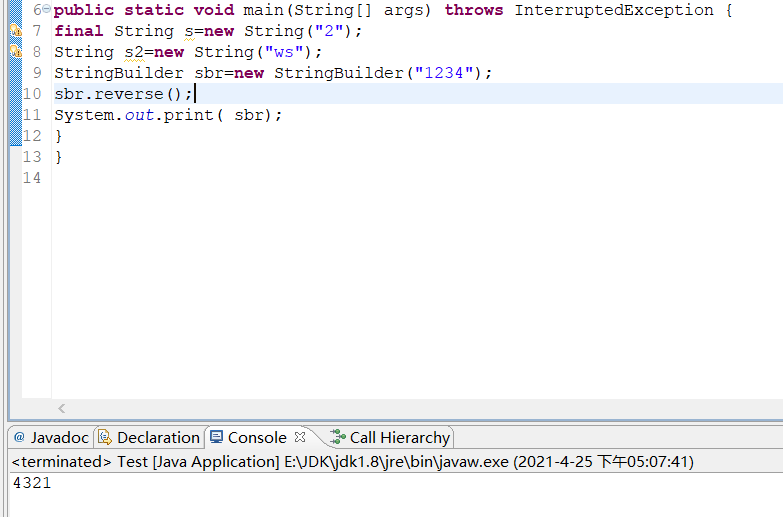 6 public static void main(String[] args) throws InterruptedException {
7 final String s=new String("2");
8 String s2=new String("ws");
9 StringBuilder sbr=new StringBuilder("1234");
10 sbr.reverse();
11 System.out.print( sbr);
12 }
13 }
14
@ Javadoc Declaration Console Call Hierarchy
<terminated> Test [Java Application] E:\JDK\jdk1.8\jre\bin\javaw.exe (2021-4-25 下午05:07:41)
4321